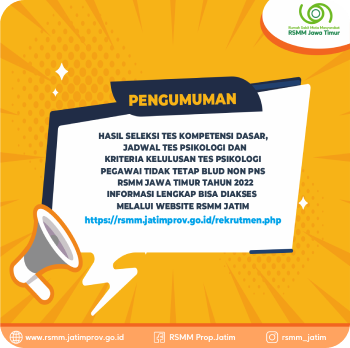 Rumah Sakit Mata Masyarakat
RSMM Jawa Timur
PENGUMUMAN
HASIL SELEKSI TES KOMPETENSI DASAR,
JADWAL TES PSIKOLOGI DAN
KRITERIA KELULUSAN TES PSIKOLOGI
PEGAWAI TIDAK TETAP BLUD NON PNS
RSMM JAWA TIMUR TAHUN 2022
INFORMASI LENGKAP BISA DIAKSES
MELALUI WEBSITE RSMM JATIM
https://rsmm.jatimprov.go.id/rekrutmen.php
www.rsmm.jatimprov.go.id
RSMM Prop.Jatim
rsmm_jatim